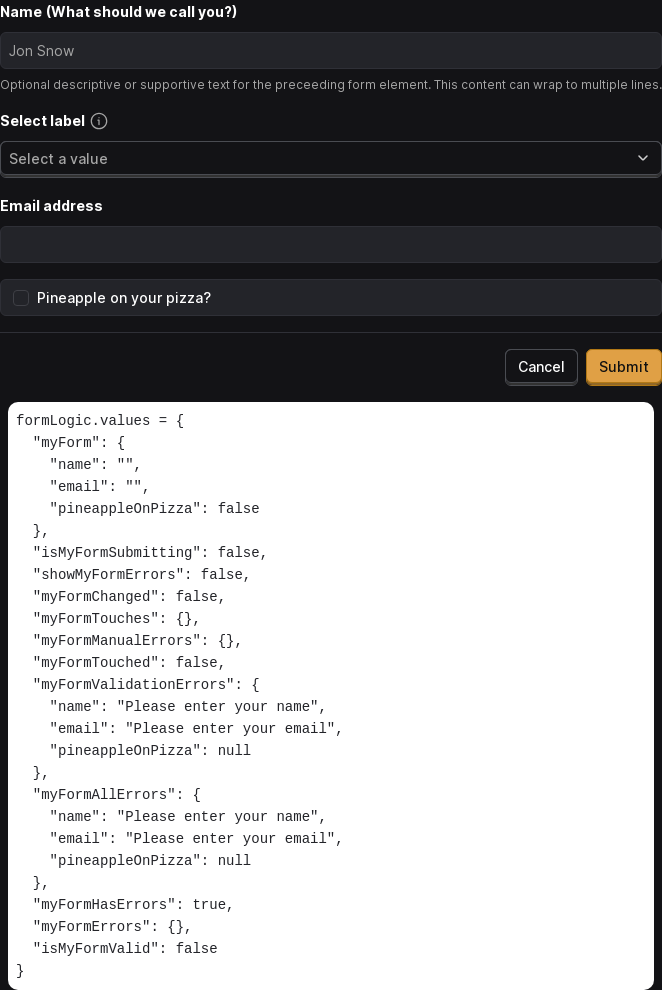 Name (What should we call you?)
Jon Snow
Optional descriptive or supportive text for the preceeding form element. This content can wrap to multiple lines.
Select label
Select a value
Email address
Pineapple on your pizza?
Cancel Submit
formLogic.values = {
  "myForm": {
    "name": "",
    "email": "",
    "pineappleOnPizza": false
  },
  "isMyFormSubmitting": false,
  "showMyFormErrors": false,
  "myFormChanged": false,
  "myFormTouches": {},
  "myFormManualErrors": {},
  "myFormTouched": false,
  "myFormValidationErrors": {
    "name": "Please enter your name",
    "email": "Please enter your email",
    "pineappleOnPizza": null
  },
  "myFormAllErrors": {
    "name": "Please enter your name",
    "email": "Please enter your email",
    "pineappleOnPizza": null
  },
  "myFormHasErrors": true,
  "myFormErrors": {},
  "isMyFormValid": false
}